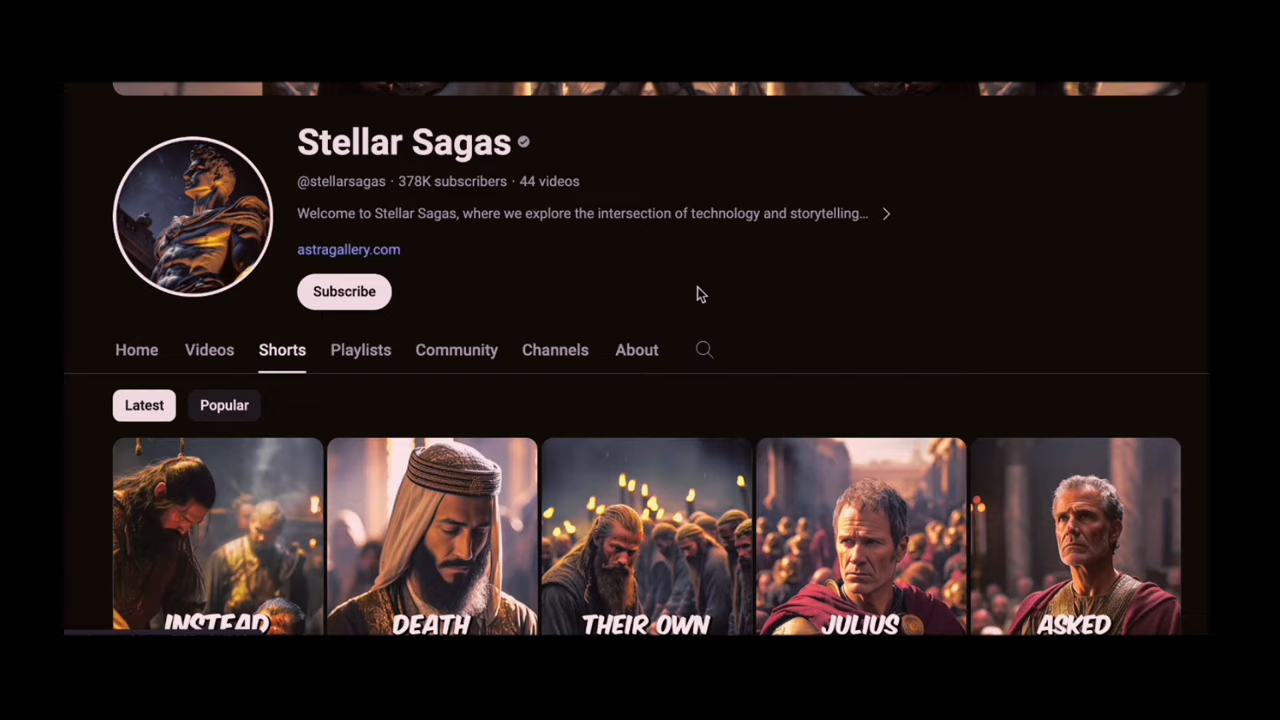 Stellar Sagas
@stellarsagas · 378K subscribers · 44 videos
Welcome to Stellar Sagas, where we explore the intersection of technology and storytelling...
astragallery.com
Subscribe
Home Videos Shorts Playlists Community Channels About
Latest Popular
INSTEAD DEATH THEIR OWN JULIUS ASKED